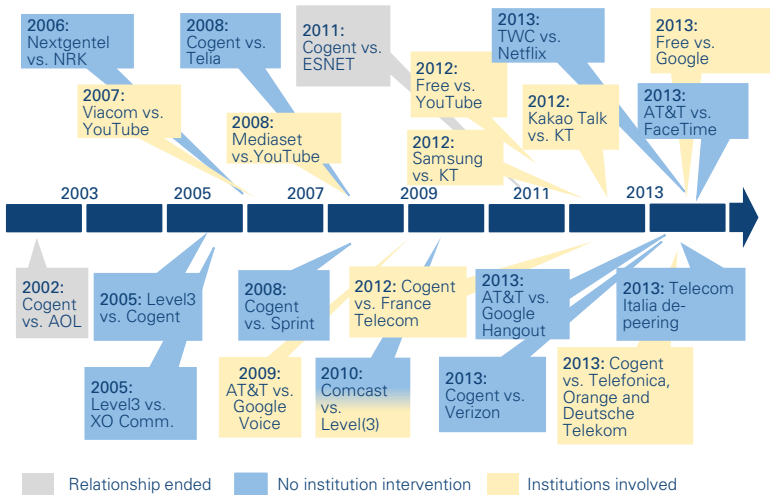 2006:
Nextgentel
vs. NRK
2008:
Cogent vs.
Telia
2011:
Cogent vs.
ESNET
2013:
TWC vs.
Netflix
2013:
Free vs.
Google
2007:
Viacom vs.
YouTube
2008:
Mediaset
vs.YouTube
2012:
Free vs.
YouTube
2012:
Samsung
vs. KT
2012:
Kakao Talk
vs. KT
2013:
AT&T vs.
FaceTime
2003
2005
2007
2009
2011
2013
2002:
Cogent
vs. AOL
2005: Level3
vs. Cogent
2005:
Level3 vs.
XO Comm.
2008:
Cogent
vs. Sprint
2009:
AT&T vs.
Google
Voice
2012: Cogent
vs. France
Telecom
2010:
Comcast
vs.
Level(3)
2013:
AT&T vs.
Google
Hangout
2013:
Cogent vs.
Verizon
2013: Telecom
Italia de-
peering
2013: Cogent
vs. Telefonica,
Orange and
Deutsche
Telekom
Relationship ended
No institution intervention
Institutions involved